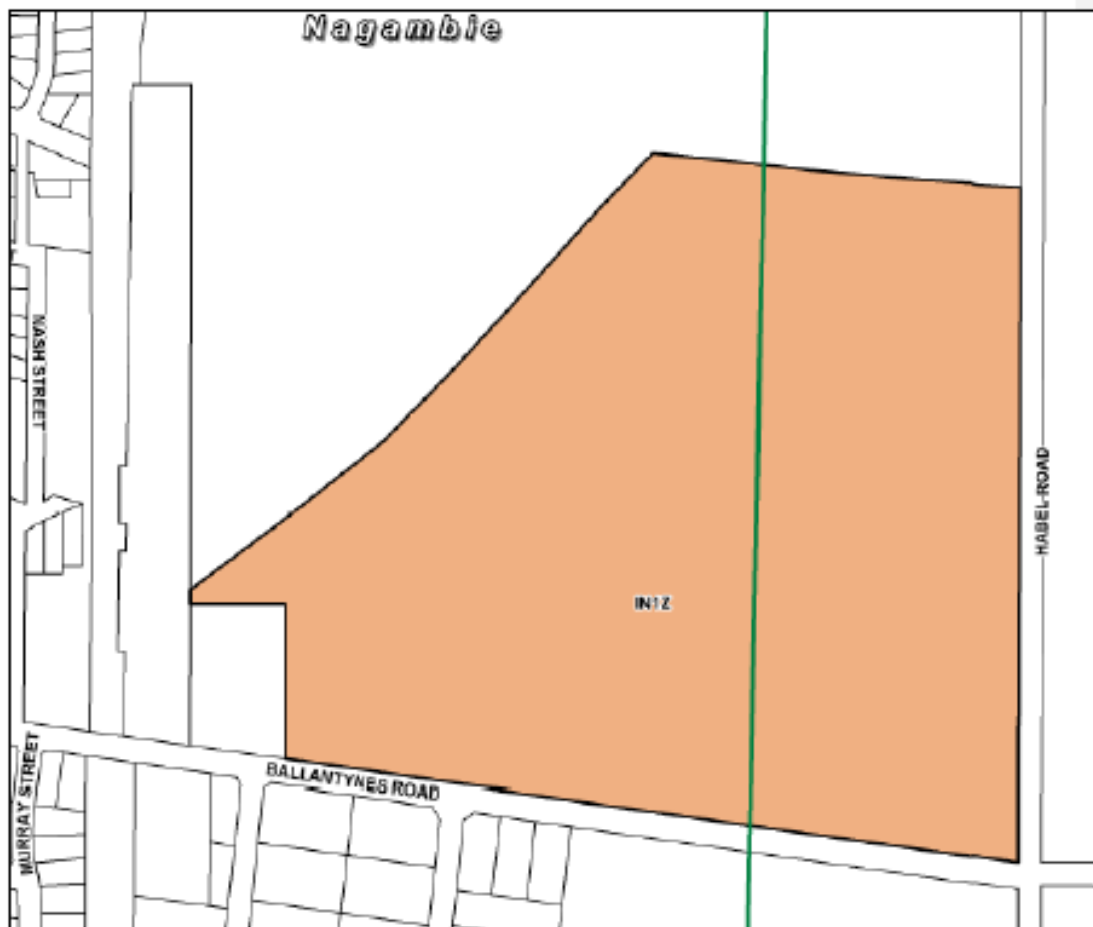 Nagambie
NASH STREET
HABEL ROAD
IN1Z
BALLANTYNES ROAD
MURRAY STREET